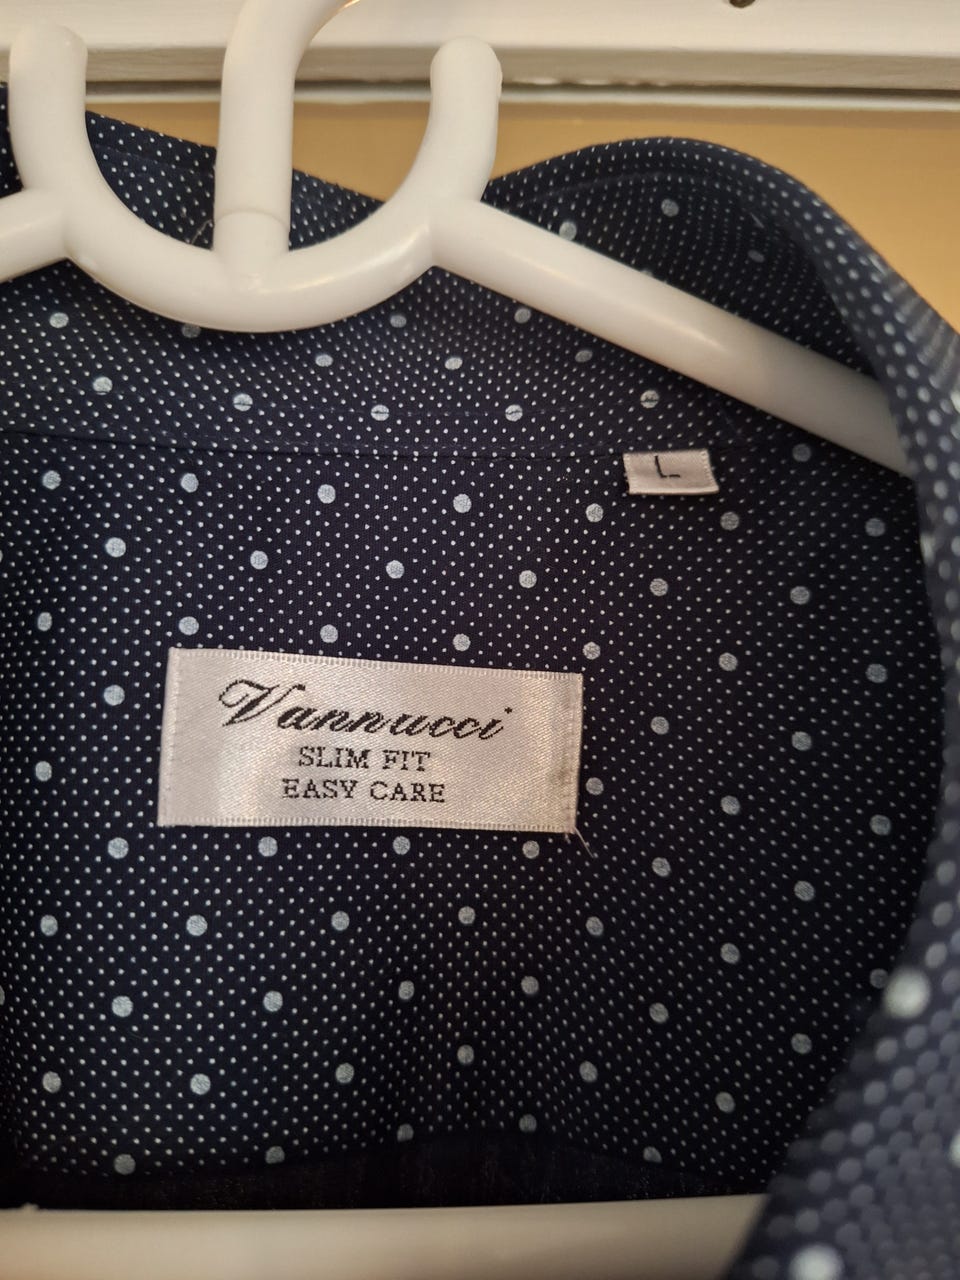 L
Vannucci
SLIM FIT
EASY CARE